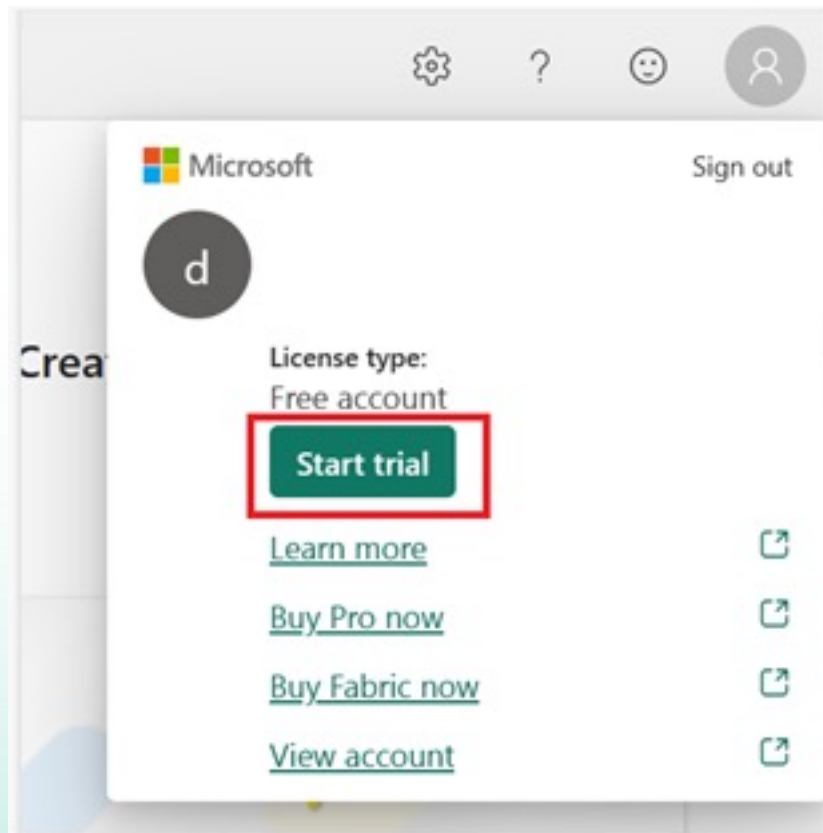 ?
Microsoft
Sign out
d
Crea
License type:
Free account
Start trial
Learn more
Buy Pro now
Buy Fabric now
View account